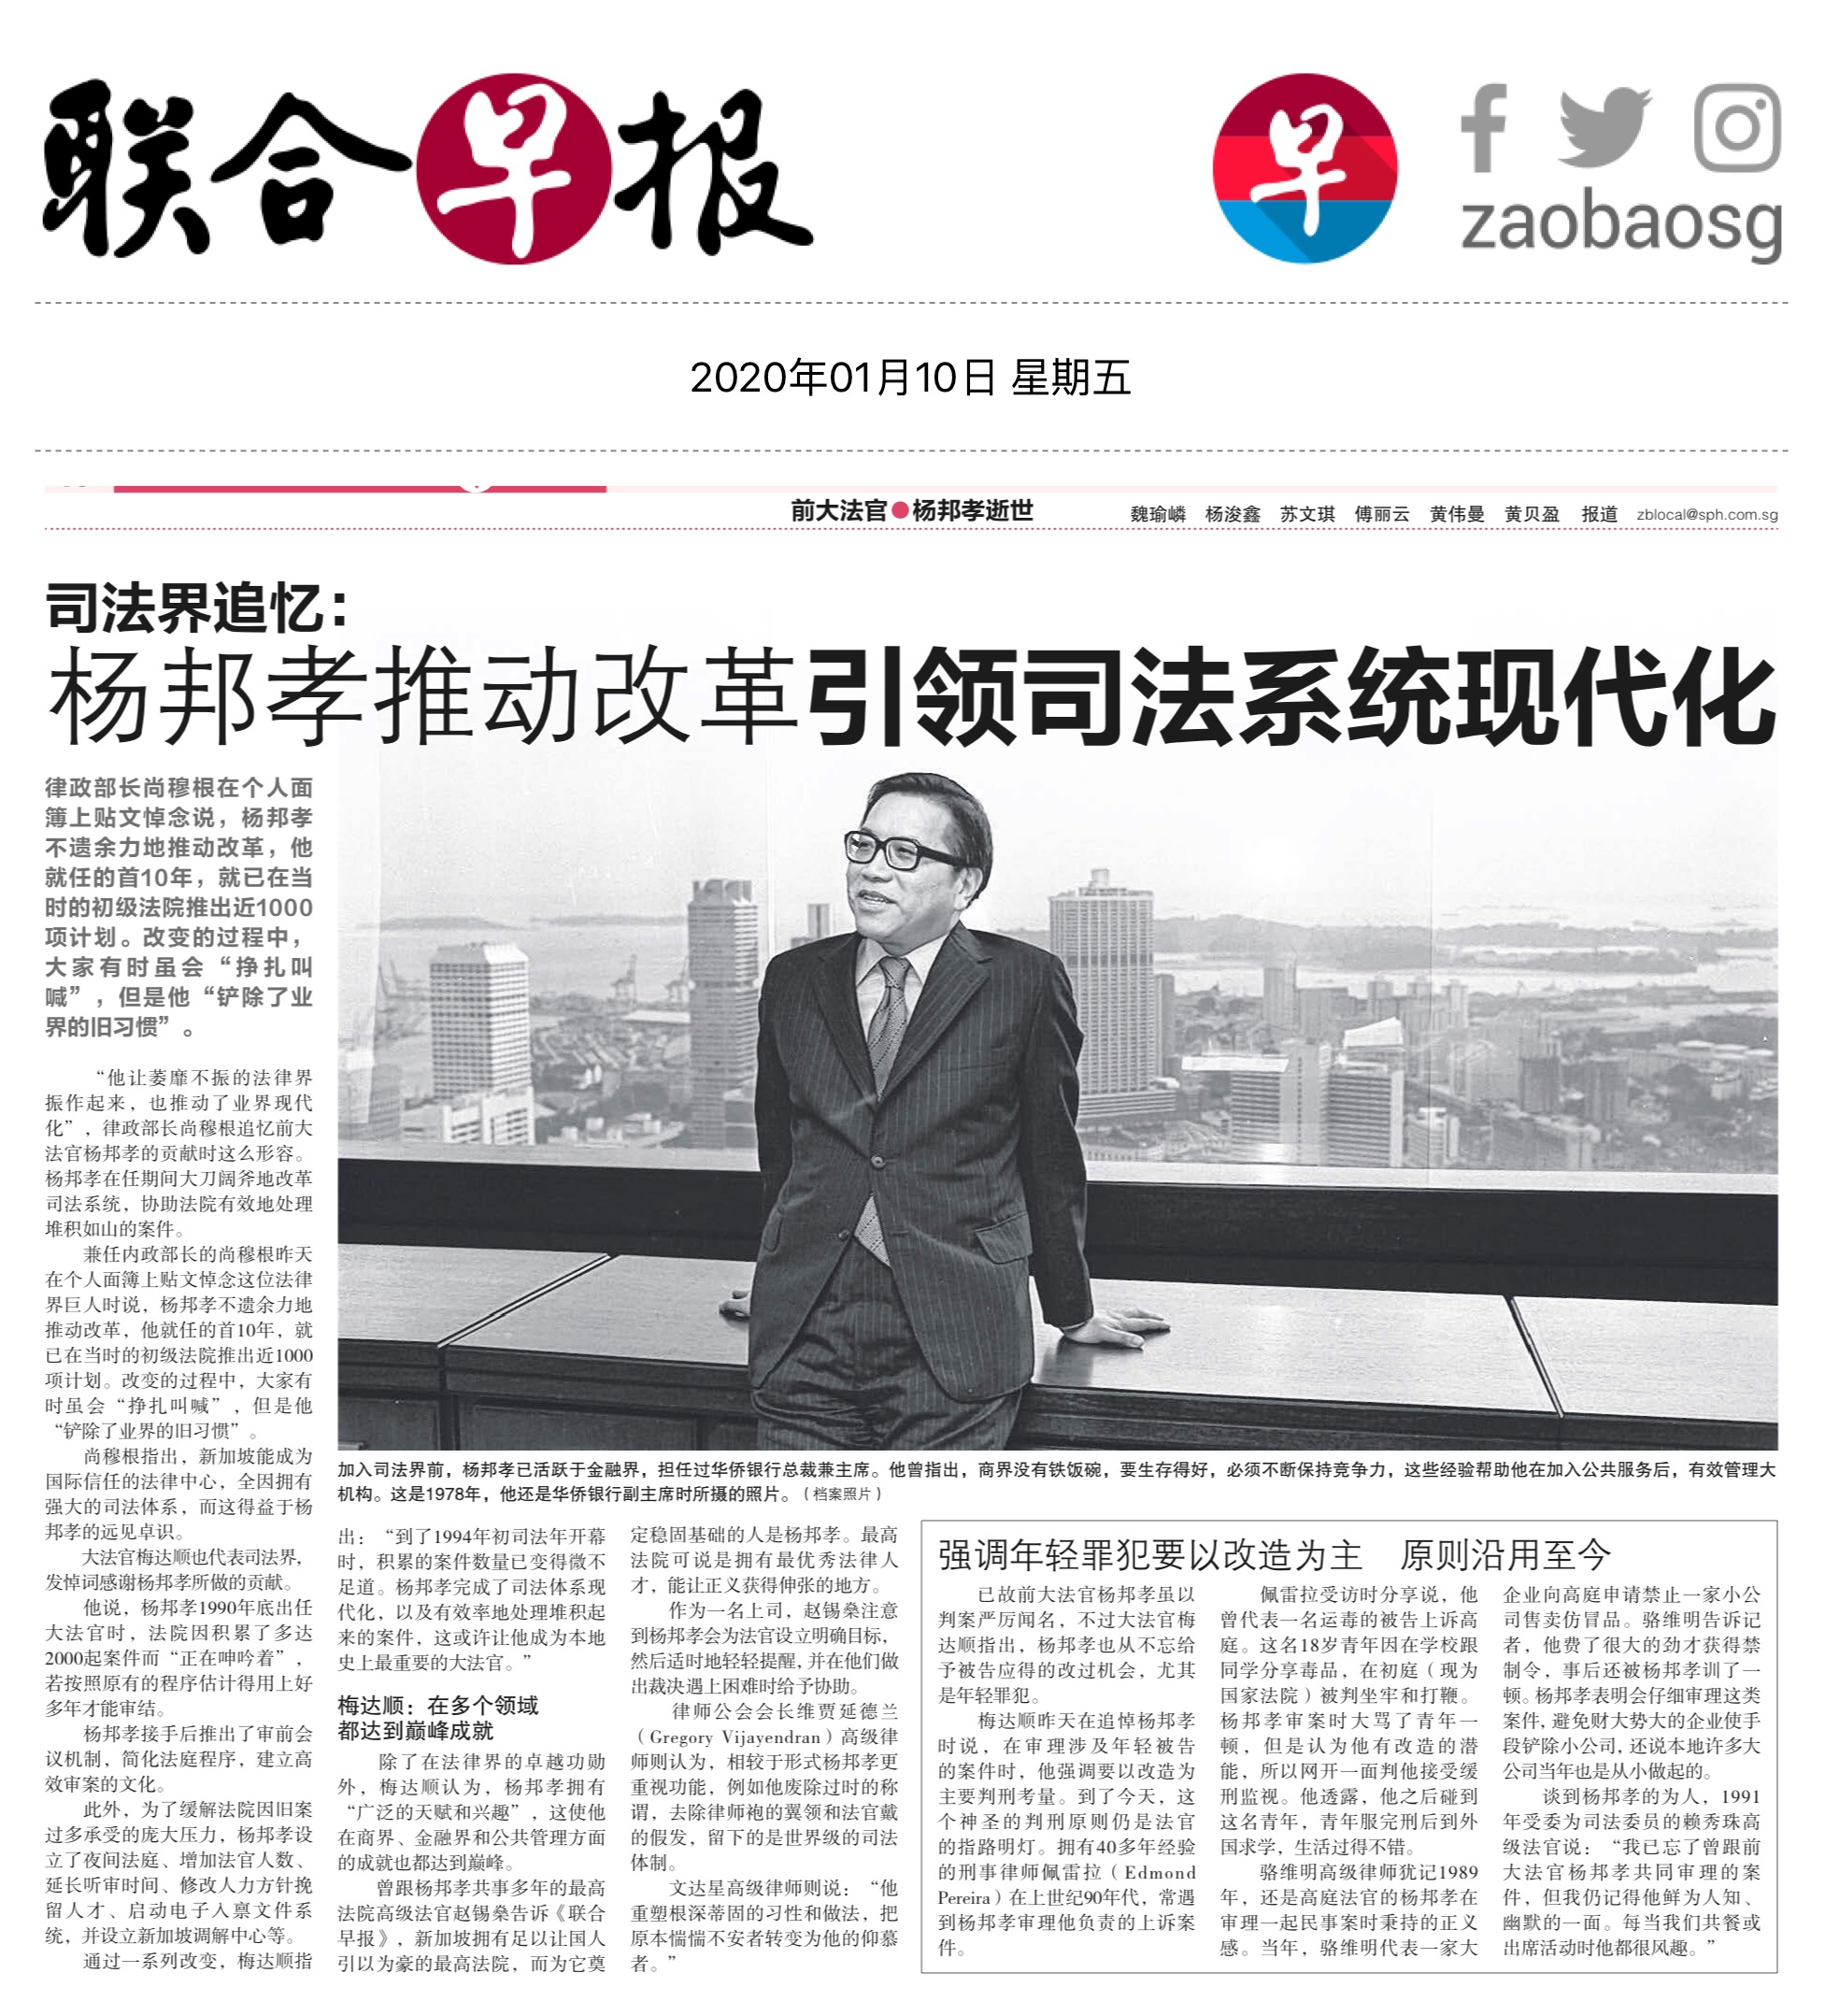 联合早报
早
zaobaosg
2020年01月10日 星期五
前大法官●杨邦孝逝世
魏瑜嶙 杨浚鑫 苏文琪 傅丽云 黄伟曼 黄贝盈 报道 zblocal@sph.com.sg
司法界追忆：
杨邦孝推动改革引领司法系统现代化
律政部长尚穆根在个人面
簿上贴文悼念说，杨邦孝
不遗余力地推动改革，他
就任的首10年，就已在当
时的初级法院推出近1000
项计划。改变的过程中，
大家有时虽会“挣扎叫
喊”，但是他“铲除了业
界的旧习惯”。
“他让萎靡不振的法律界
振作起来，也推动了业界现代
化”，律政部长尚穆根追忆前大
法官杨邦孝的贡献时这么形容。
杨邦孝在任期间大刀阔斧地改革
司法系统，协助法院有效地处理
堆积如山的案件。
兼任内政部长的尚穆根昨天
在个人面簿上贴文悼念这位法律
界巨人时说，杨邦孝不遗余力地
推动改革，他就任的首10年，就
已在当时的初级法院推出近1000
项计划。改变的过程中，大家有
时虽会“挣扎叫喊”，但是他
“铲除了业界的旧习惯”。
尚穆根指出，新加坡能成为
国际信任的法律中心，全因拥有
强大的司法体系，而这得益于杨
邦孝的远见卓识。
大法官梅达顺也代表司法界，
发悼词感谢杨邦孝所做的贡献。
他说，杨邦孝1990年底出任
大法官时，法院因积累了多达
2000起案件而“正在呻吟着”，
若按照原有的程序估计得用上好
多年才能审结。
杨邦孝接手后推出了审前会
议机制，简化法庭程序，建立高
效审案的文化。
此外，为了缓解法院因旧案
过多承受的庞大压力，杨邦孝设
立了夜间法庭、增加法官人数、
延长听审时间、修改人力方针挽
留人才、启动电子入禀文件系
统，并设立新加坡调解中心等。
通过一系列改变，梅达顺指
加入司法界前，杨邦孝已活跃于金融界，担任过华侨银行总裁兼主席。他曾指出，商界没有铁饭碗，要生存得好，必须不断保持竞争力，这些经验帮助他在加入公共服务后，有效管理大
机构。这是1978年，他还是华侨银行副主席时所摄的照片。（档案照片）
出：“到了1994年初司法年开幕
时，积累的案件数量已变得微不
足道。杨邦孝完成了司法体系现
代化，以及有效率地处理堆积起
来的案件，这或许让他成为本地
史上最重要的大法官。”
梅达顺：在多个领域
都达到巅峰成就
除了在法律界的卓越功勋
外，梅达顺认为，杨邦孝拥有
“广泛的天赋和兴趣”，这使他
在商界、金融界和公共管理方面
的成就也都达到巅峰。
曾跟杨邦孝共事多年的最高
法院高级法官赵锡燊告诉《联合
早报》，新加坡拥有足以让国人
引以为豪的最高法院，而为它奠
定稳固基础的人是杨邦孝。最高
法院可说是拥有最优秀法律人
才，能让正义获得伸张的地方。
作为一名上司，赵锡燊注意
到杨邦孝会为法官设立明确目标，
然后适时地轻轻提醒，并在他们做
出裁决遇上困难时给予协助。
律师公会会长维贾延德兰
（Gregory Vijayendran）高级律
师则认为，相较于形式杨邦孝更
重视功能，例如他废除过时的称
谓，去除律师袍的翼领和法官戴
的假发，留下的是世界级的司法
体制。
文达星高级律师则说：“他
重塑根深蒂固的习性和做法，把
原本惴惴不安者转变为他的仰慕
者。”
强调年轻罪犯要以改造为主 原则沿用至今
已故前大法官杨邦孝虽以
判案严厉闻名，不过大法官梅
达顺指出，杨邦孝也从不忘给
予被告应得的改过机会，尤其
是年轻罪犯。
梅达顺昨天在追悼杨邦孝
时说，在审理涉及年轻被告
的案件时，他强调要以改造为
主要判刑考量。到了今天，这
个神圣的判刑原则仍是法官
的指路明灯。拥有40多年经验
的刑事律师佩雷拉（Edmond
Pereira）在上世纪90年代，常遇
到杨邦孝审理他负责的上诉案
件。
佩雷拉受访时分享说，他
曾代表一名运毒的被告上诉高
庭。这名18岁青年因在学校跟
同学分享毒品，在初庭（现为
国家法院）被判坐牢和打鞭。
杨邦孝审案时大骂了青年一
顿，但是认为他有改造的潜
能，所以网开一面判他接受缓
刑监视。他透露，他之后碰到
这名青年，青年服完刑后到外
国求学，生活过得不错。
骆维明高级律师犹记1989
年，还是高庭法官的杨邦孝在
审理一起民事案时秉持的正义
感。当年，骆维明代表一家大
企业向高庭申请禁止一家小公
司售卖仿冒品。骆维明告诉记
者，他费了很大的劲才获得禁
制令，事后还被杨邦孝训了一
顿。杨邦孝表明会仔细审理这类
案件，避免财大势大的企业使手
段铲除小公司，还说本地许多大
公司当年也是从小做起的。
谈到杨邦孝的为人，1991
年受委为司法委员的赖秀珠高
级法官说：“我已忘了曾跟前
大法官杨邦孝共同审理的案
件，但我仍记得他鲜为人知、
幽默的一面。每当我们共餐或
出席活动时他都很风趣。”